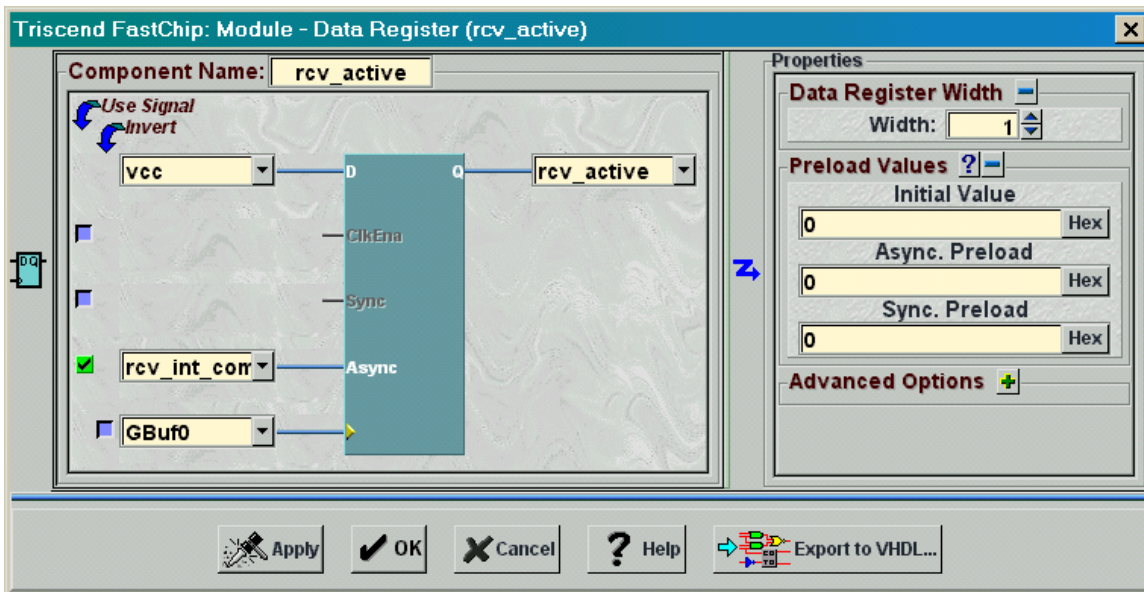 Triscend FastChip: Module - Data Register (rcv_active)
Component Name: rcv_active
Use Signal
Invert
vcc
D
Q
rcv_active
ClkEna
Sync
rcv_int_com
Async
GBuf0
DQ
Properties
Data Register Width
Width: 1
Preload Values ?
Initial Value
0 Hex
Async. Preload
0 Hex
Sync. Preload
0 Hex
Advanced Options
Apply
OK
Cancel
? Help
Export to VHDL...